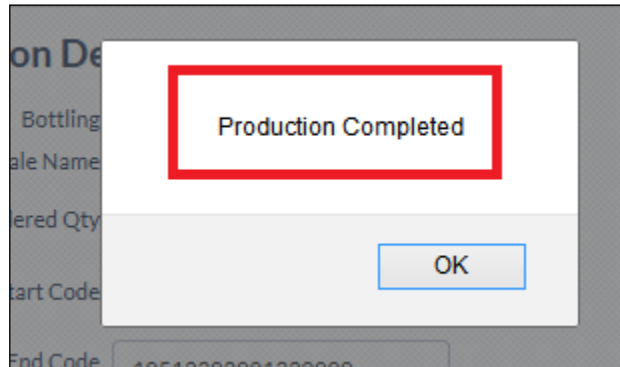 on De
Bottling
Production Completed
ale Name
lered Qty
OK
tart Code
End Code